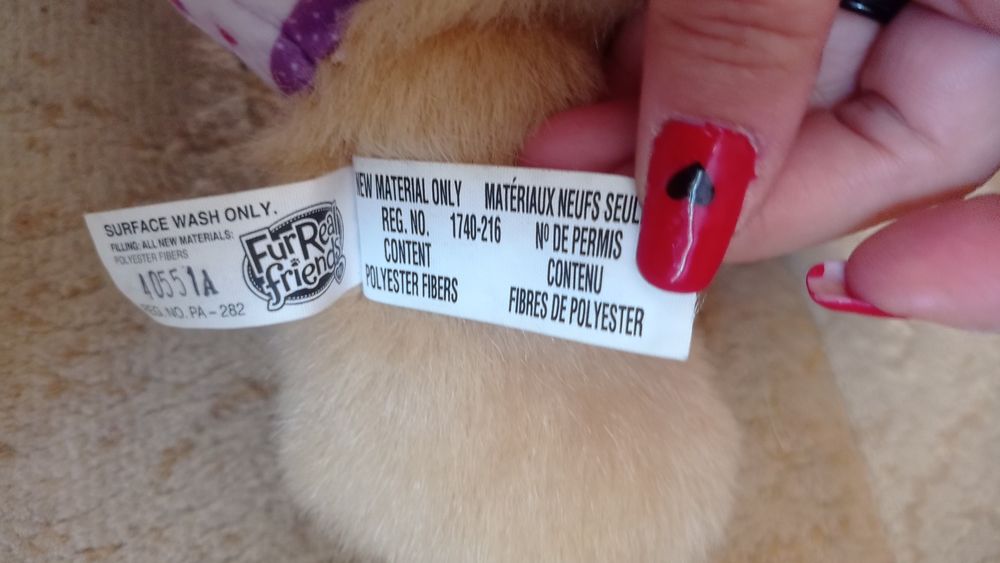 SURFACE WASH ONLY.
FILLING: ALL NEW MATERIALS:
POLYESTER FIBERS
40551A
REG. NO. PA – 282
FurReal
friends
EW MATERIAL ONLY
REG. NO. 1740-216
CONTENT
POLYESTER FIBERS
MATÉRIAUX NEUFS SEUL
Nº DE PERMIS
CONTENU
FIBRES DE POLYESTER